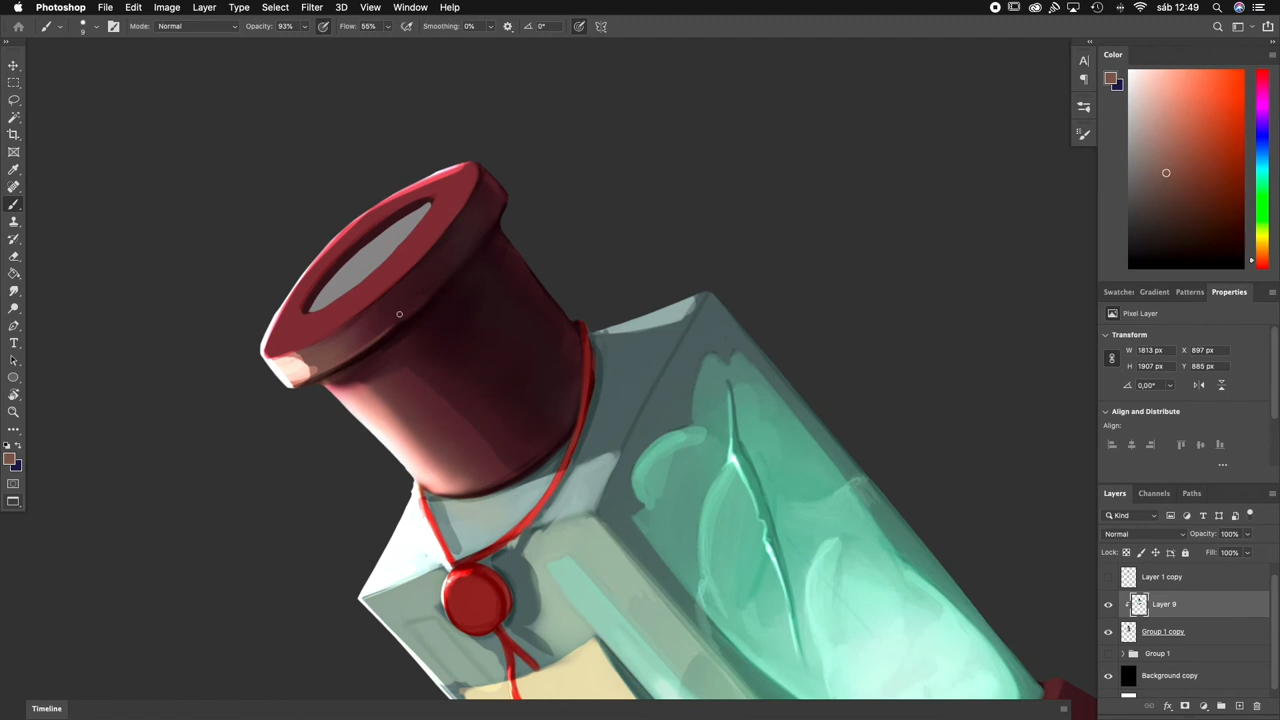 Photoshop File Edit Image Layer Type Select Filter 3D View Window Help sáb 12:49
9 Mode: Normal Opacity: 93% Flow: 55% Smoothing: 0% 0°
Color
Swatches Gradient Patterns Properties
Pixel Layer
Transform
W 1813 px X 897 px
H 1907 px Y 885 px
0,00°
Align and Distribute
Align:
Layers Channels Paths
Kind
Normal Opacity: 100%
Lock: Fill: 100%
Layer 1 copy
Layer 9
Group 1 copy
Group 1
Background copy
fx
Timeline